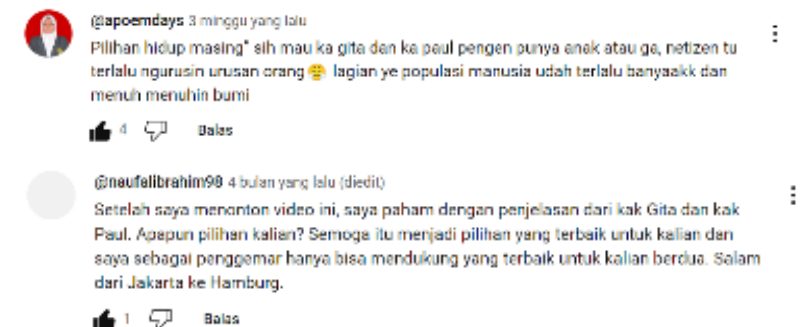 @apoemdays 3 minggu yang lalu
Pilihan hidup masing" sih mau ka gita dan ka paul pengen punya anak atau ga, netizen tu
terlalu ngurusin urusan orang😤 lagian ye populasi manusia udah terlalu banyaakk dan
menuh menuhin bumi
4 Balas
@naufalibrahim98 4 bulan yang lalu (diedit)
Setelah saya menonton video ini, saya paham dengan penjelasan dari kak Gita dan kak
Paul. Apapun pilihan kalian? Semoga itu menjadi pilihan yang terbaik untuk kalian dan
saya sebagai penggemar hanya bisa mendukung yang terbaik untuk kalian berdua. Salam
dari Jakarta ke Hamburg.
1 Balas